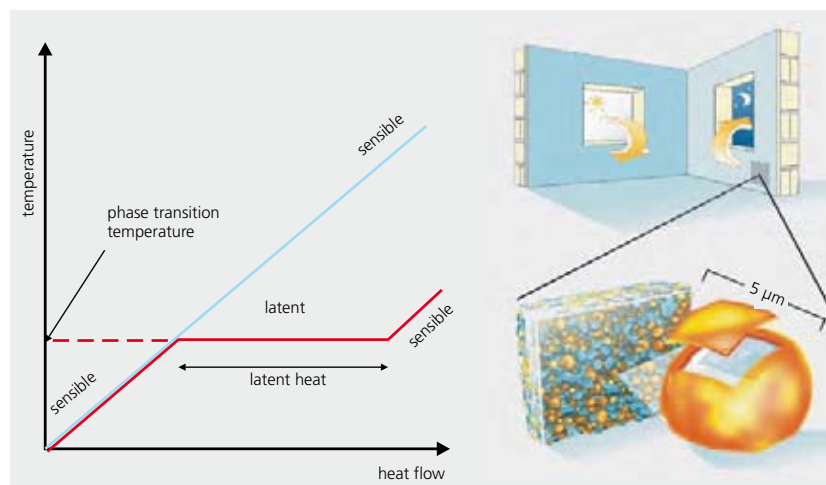 temperature
phase transition
temperature
sensible
latent
sensible
sensible
latent heat
heat flow
5 µm